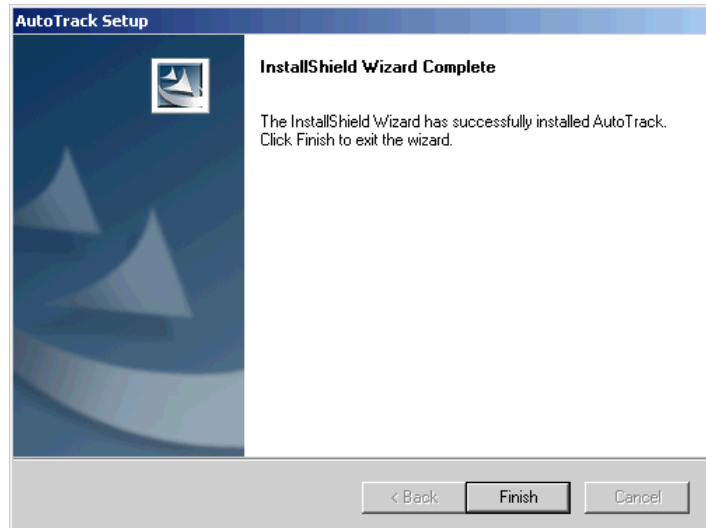 AutoTrack Setup
InstallShield Wizard Complete
The InstallShield Wizard has successfully installed AutoTrack.
Click Finish to exit the wizard.
< Back
Finish
Cancel